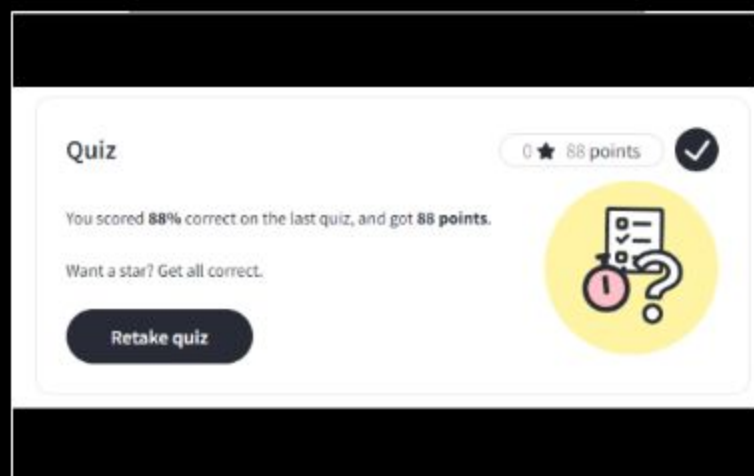 Quiz
0 ★ 88 points
You scored 88% correct on the last quiz, and got 88 points.
Want a star? Get all correct.
Retake quiz